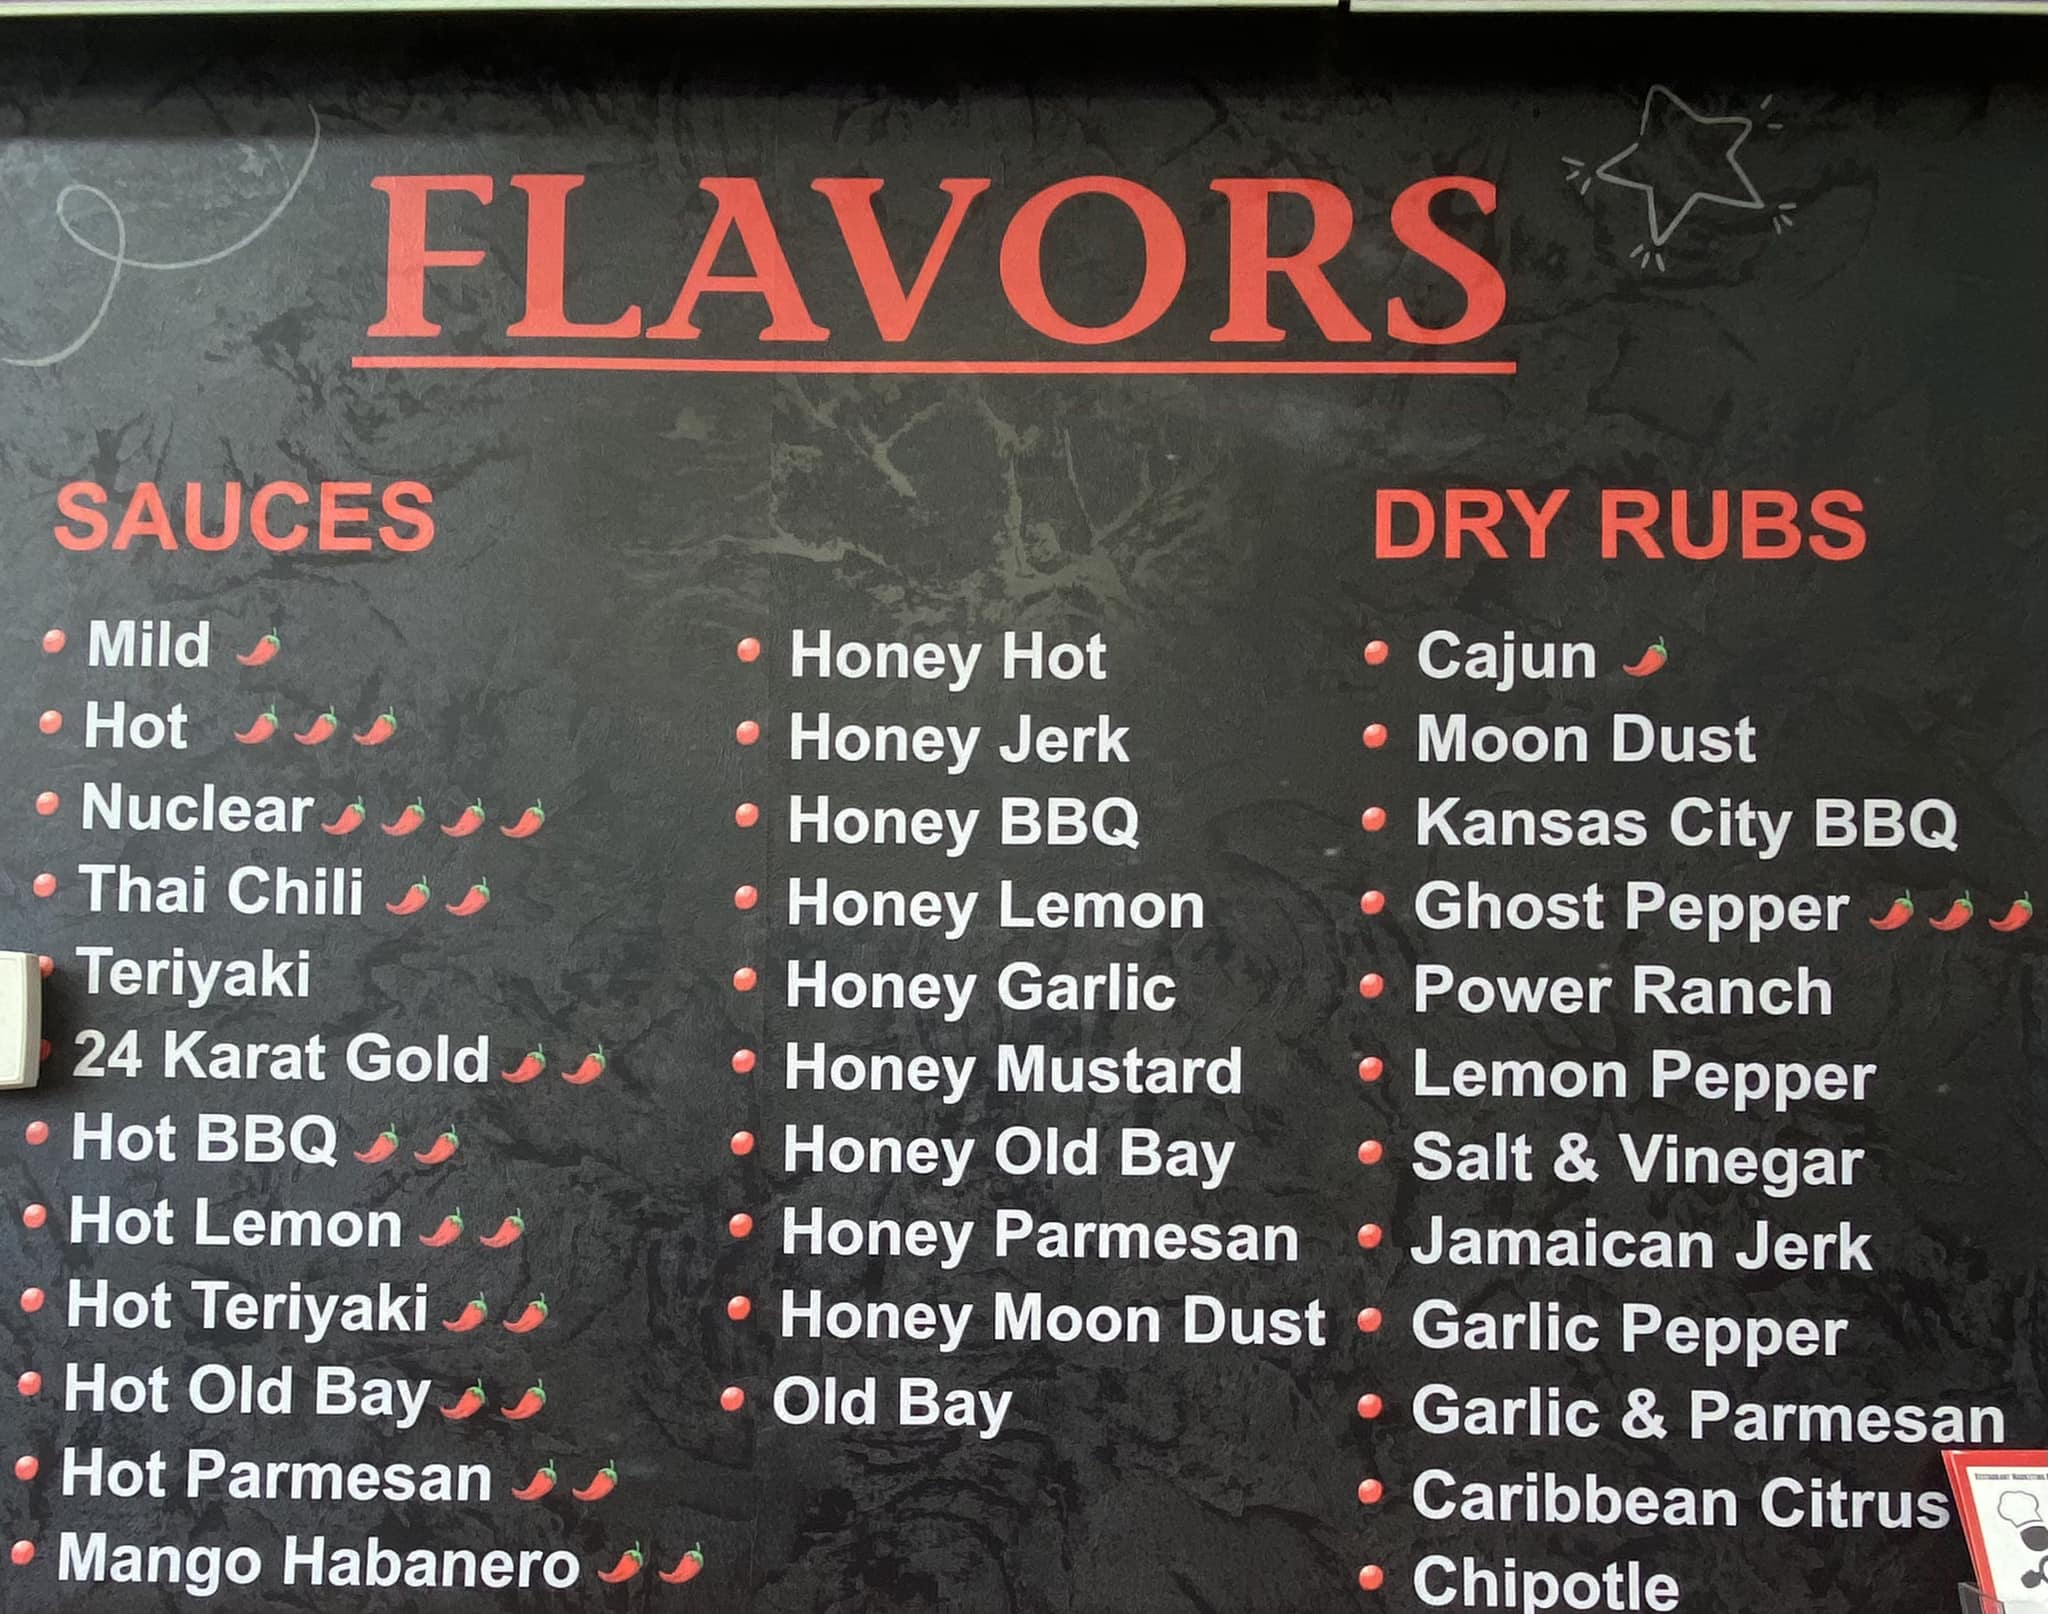 FLAVORS
SAUCES
Mild
Hot
Nuclear
Thai Chili
Teriyaki
24 Karat Gold
Hot BBQ
Hot Lemon
Hot Teriyaki
Hot Old Bay
Hot Parmesan
Mango Habanero
Honey Hot
Honey Jerk
Honey BBQ
Honey Lemon
Honey Garlic
Honey Mustard
Honey Old Bay
Honey Parmesan
Honey Moon Dust
Old Bay
DRY RUBS
Cajun
Moon Dust
Kansas City BBQ
Ghost Pepper
Power Ranch
Lemon Pepper
Salt & Vinegar
Jamaican Jerk
Garlic Pepper
Garlic & Parmesan
Caribbean Citrus
Chipotle